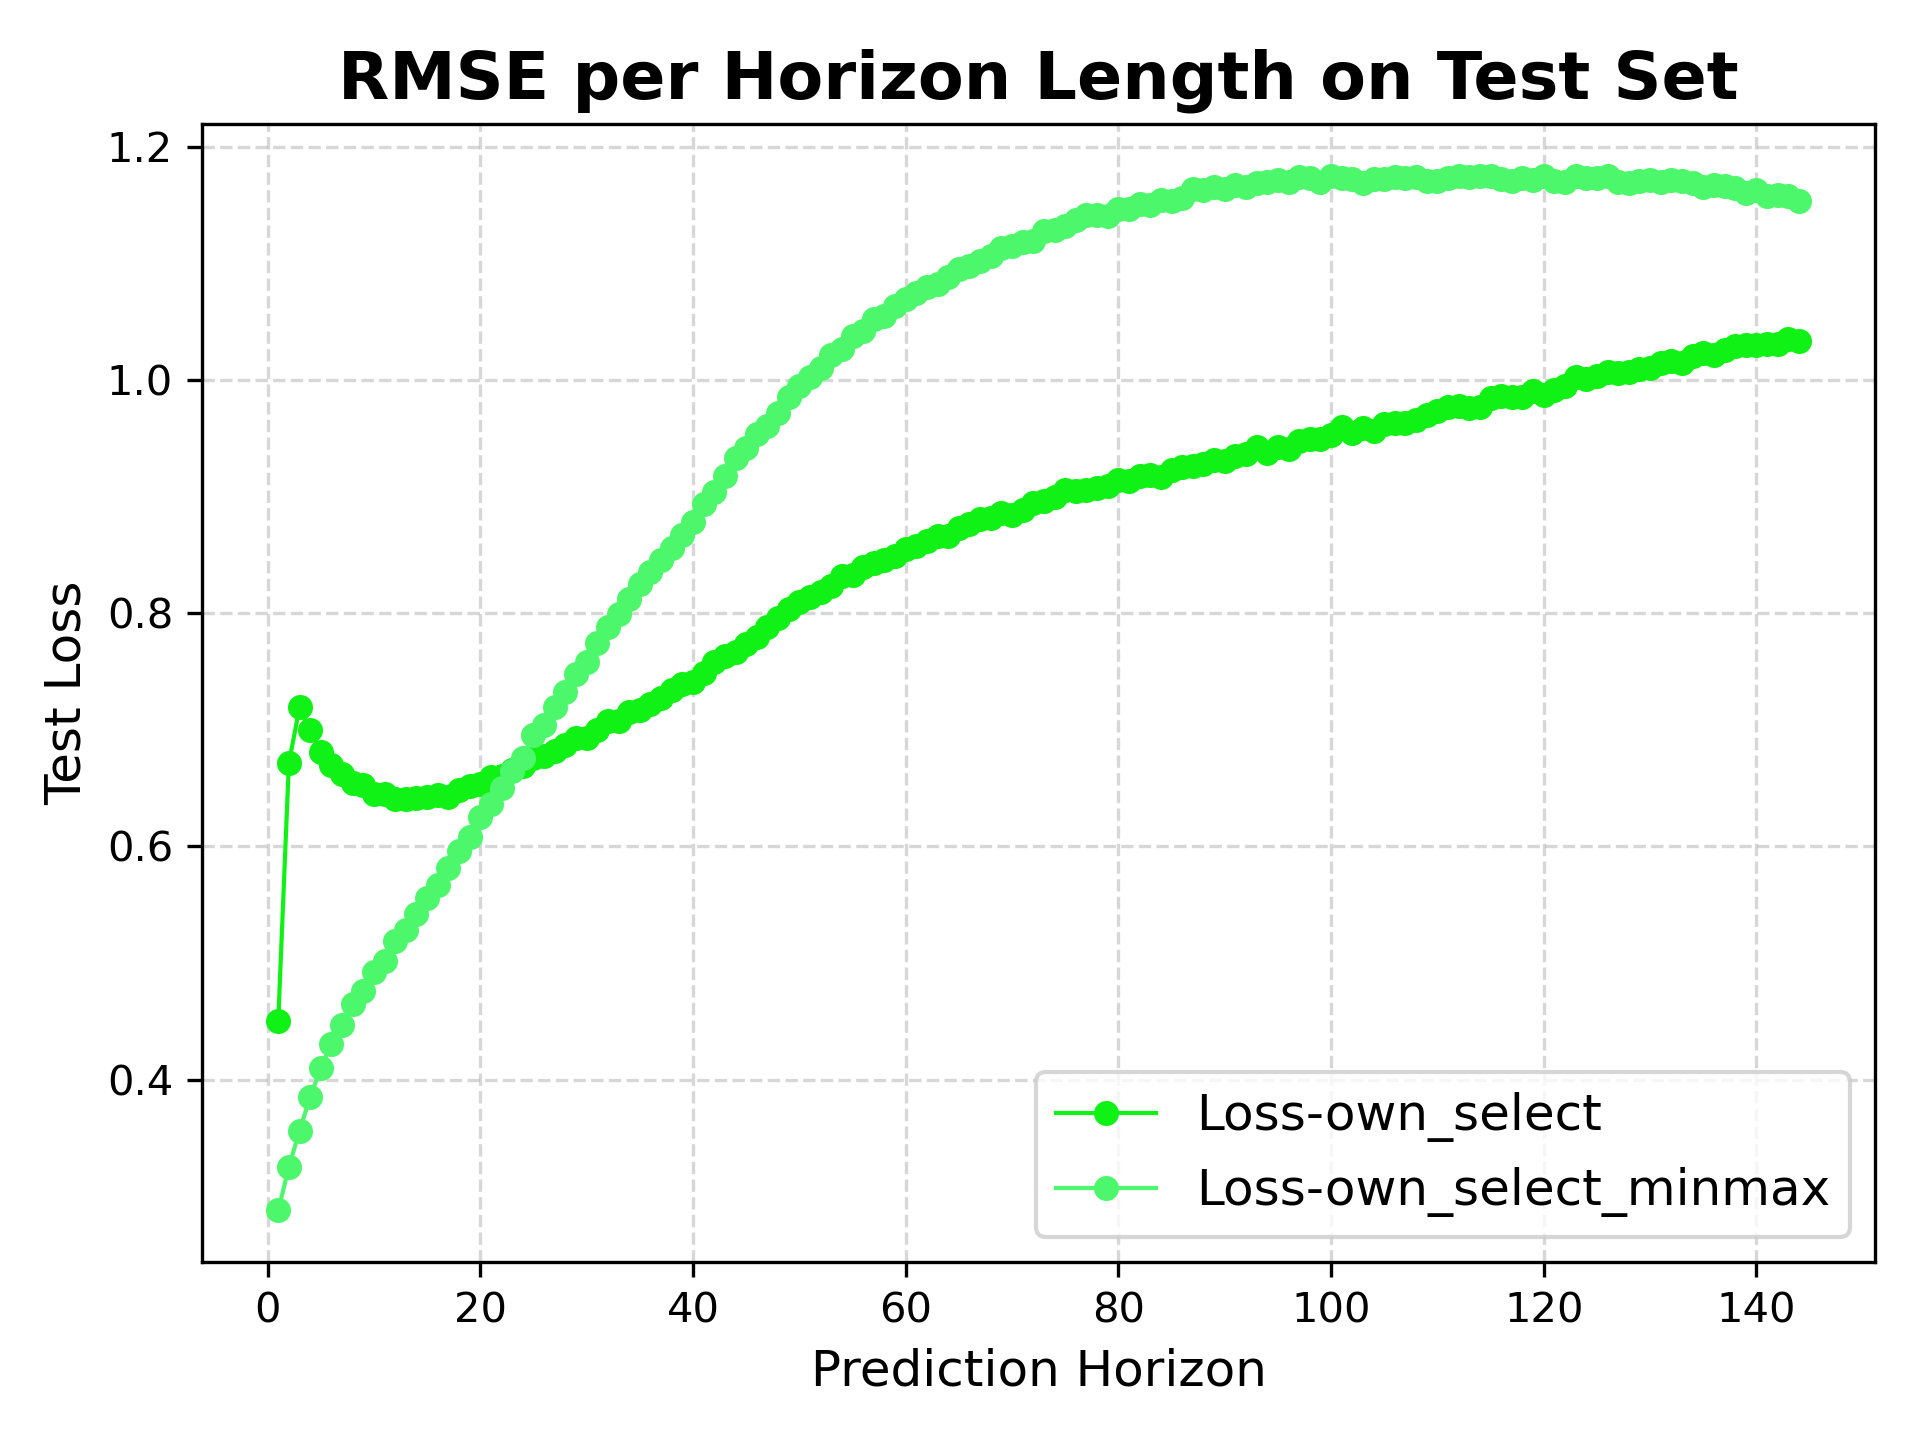 RMSE per Horizon Length on Test Set
1.2
1.0
0.8
0.6
0.4
Test Loss
Loss-own_select
Loss-own_select_minmax
0 20 40 60 80 100 120 140
Prediction Horizon